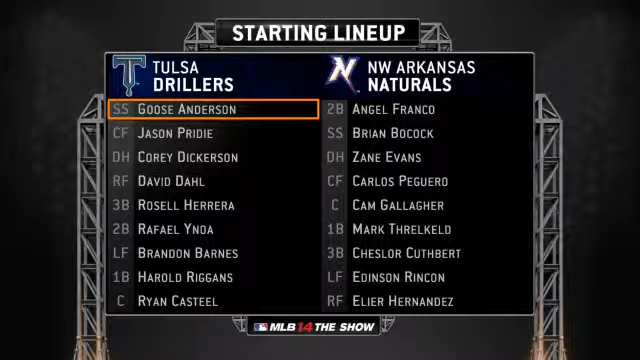 STARTING LINEUP
TULSA DRILLERS
SS GOOSE ANDERSON
CF JASON PRIDIE
DH COREY DICKERSON
RF DAVID DAHL
3B ROSELL HERRERA
2B RAFAEL YNOA
LF BRANDON BARNES
1B HAROLD RIGGANS
C RYAN CASTEEL
NW ARKANSAS NATURALS
2B ANGEL FRANCO
SS BRIAN BOCOCK
DH ZANE EVANS
CF CARLOS PEGUERO
C CAM GALLAGHER
1B MARK THRELKELD
3B CHESLOR CUTHBERT
LF EDINSON RINCON
RF ELIER HERNANDEZ
MLB 14 THE SHOW